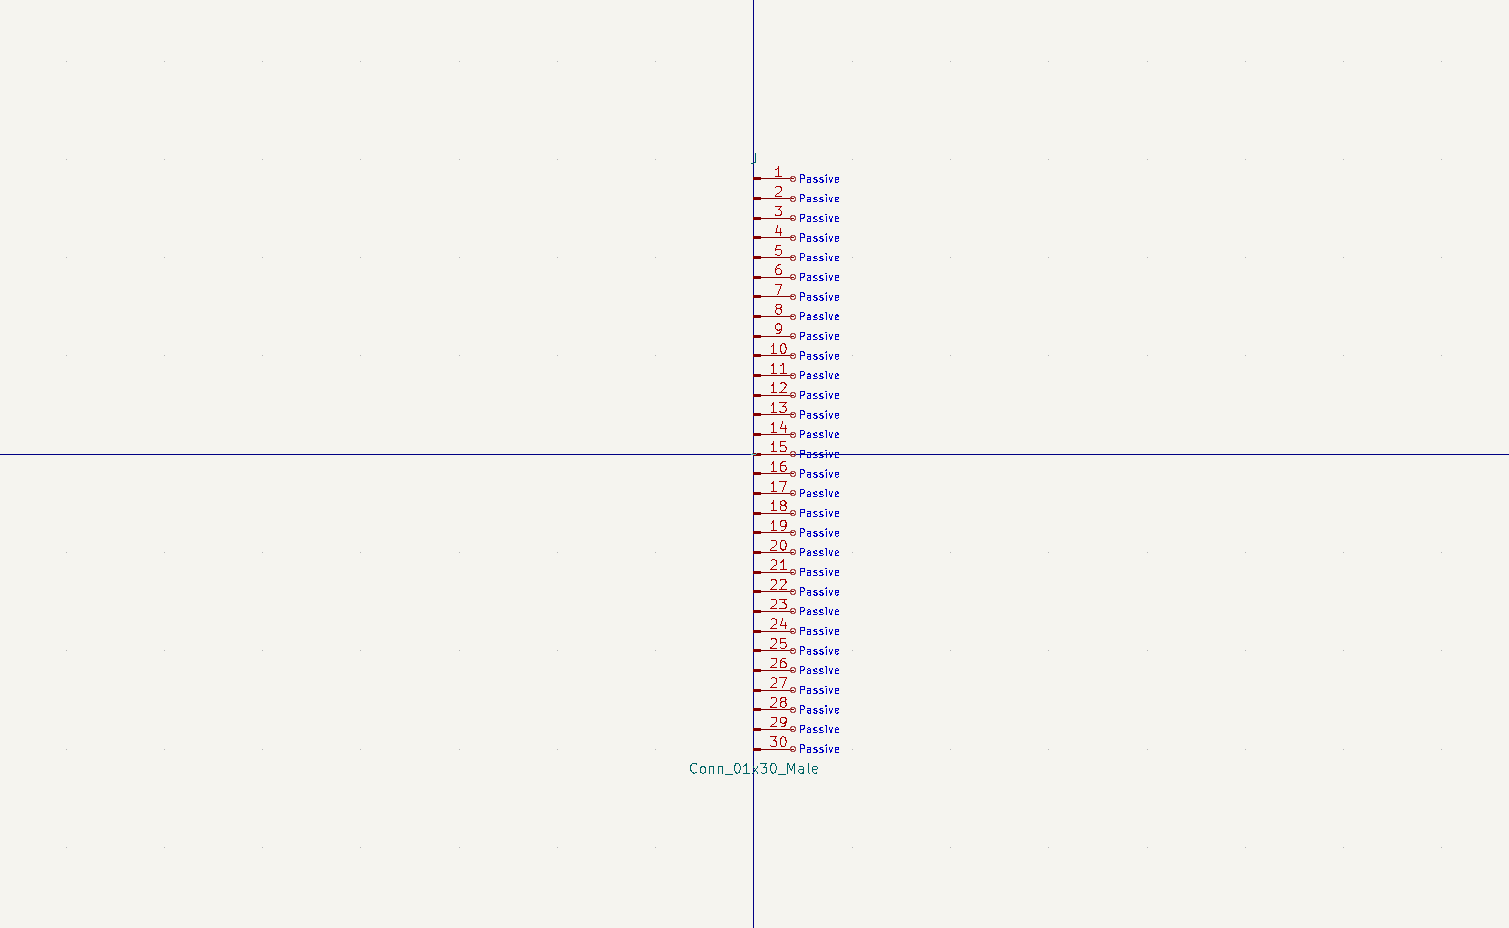 J
1 Passive
2 Passive
3 Passive
4 Passive
5 Passive
6 Passive
7 Passive
8 Passive
9 Passive
10 Passive
11 Passive
12 Passive
13 Passive
14 Passive
15 Passive
16 Passive
17 Passive
18 Passive
19 Passive
20 Passive
21 Passive
22 Passive
23 Passive
24 Passive
25 Passive
26 Passive
27 Passive
28 Passive
29 Passive
30 Passive
Conn_01x30_Male